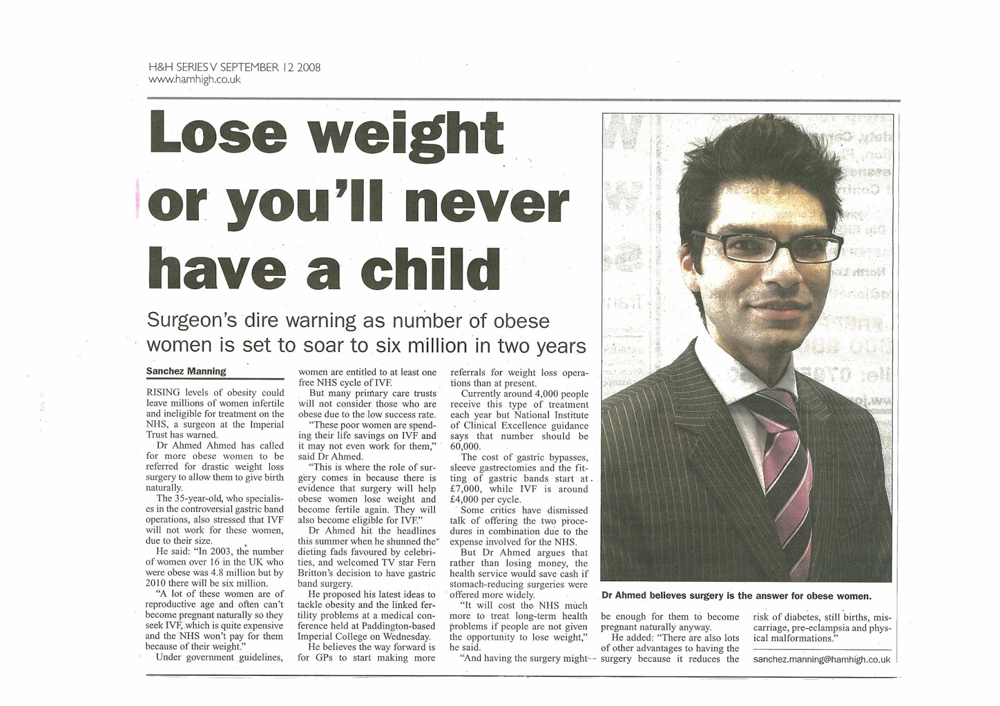 H&H SERIES V SEPTEMBER 12 2008
www.hamhigh.co.uk
Lose weight
or you'll never
have a child
Surgeon's dire warning as number of obese
women is set to soar to six million in two years
Sanchez Manning
RISING levels of obesity could
leave millions of women infertile
and ineligible for treatment on the
NHS, a surgeon at the Imperial
Trust has warned.
Dr Ahmed Ahmed has called
for more obese women to be
referred for drastic weight loss
surgery to allow them to give birth
naturally.
The 35-year-old, who specialis-
es in the controversial gastric band
operations, also stressed that IVF
will not work for these women,
due to their size.
He said: "In 2003, the number
of women over 16 in the UK who
were obese was 4.8 million but by
2010 there will be six million.
"A lot of these women are of
reproductive age and often can't
become pregnant naturally so they
seek IVF, which is quite expensive
and the NHS won't pay for them
because of their weight."
Under government guidelines,
women are entitled to at least one
free NHS cycle of IVF.
But many primary care trusts
will not consider those who are
obese due to the low success rate.
"These poor women are spend-
ing their life savings on IVF and
it may not even work for them,"
said Dr Ahmed.
"This is where the role of sur-
gery comes in because there is
evidence that surgery will help
obese women lose weight and
become fertile again. They will
also become eligible for IVF."
Dr Ahmed hit the headlines
this summer when he shunned the
dieting fads favoured by celebri-
ties, and welcomed TV star Fern
Britton's decision to have gastric
band surgery.
He proposed his latest ideas to
tackle obesity and the linked fer-
tility problems at a medical con-
ference held at Paddington-based
Imperial College on Wednesday.
He believes the way forward is
for GPs to start making more
referrals for weight loss opera-
tions than at present.
Currently around 4,000 people
receive this type of treatment
each year but National Institute
of Clinical Excellence guidance
says that number should be
60,000.
The cost of gastric bypasses,
sleeve gastrectomies and the fit-
ting of gastric bands start at
£7,000, while IVF is around
£4,000 per cycle.
Some critics have dismissed
talk of offering the two proce-
dures in combination due to the
expense involved for the NHS.
But Dr Ahmed argues that
rather than losing money, the
health service would save cash if
stomach-reducing surgeries were
offered more widely.
"It will cost the NHS much
more to treat long-term health
problems if people are not given
the opportunity to lose weight,"
he said.
"And having the surgery might
Dr Ahmed believes surgery is the answer for obese women.
be enough for them to become
pregnant naturally anyway.
He added: "There are also lots
of other advantages to having the
surgery because it reduces the
risk of diabetes, still births, mis-
carriage, pre-eclampsia and phys-
ical malformations."
sanchez.manning@hamhigh.co.uk